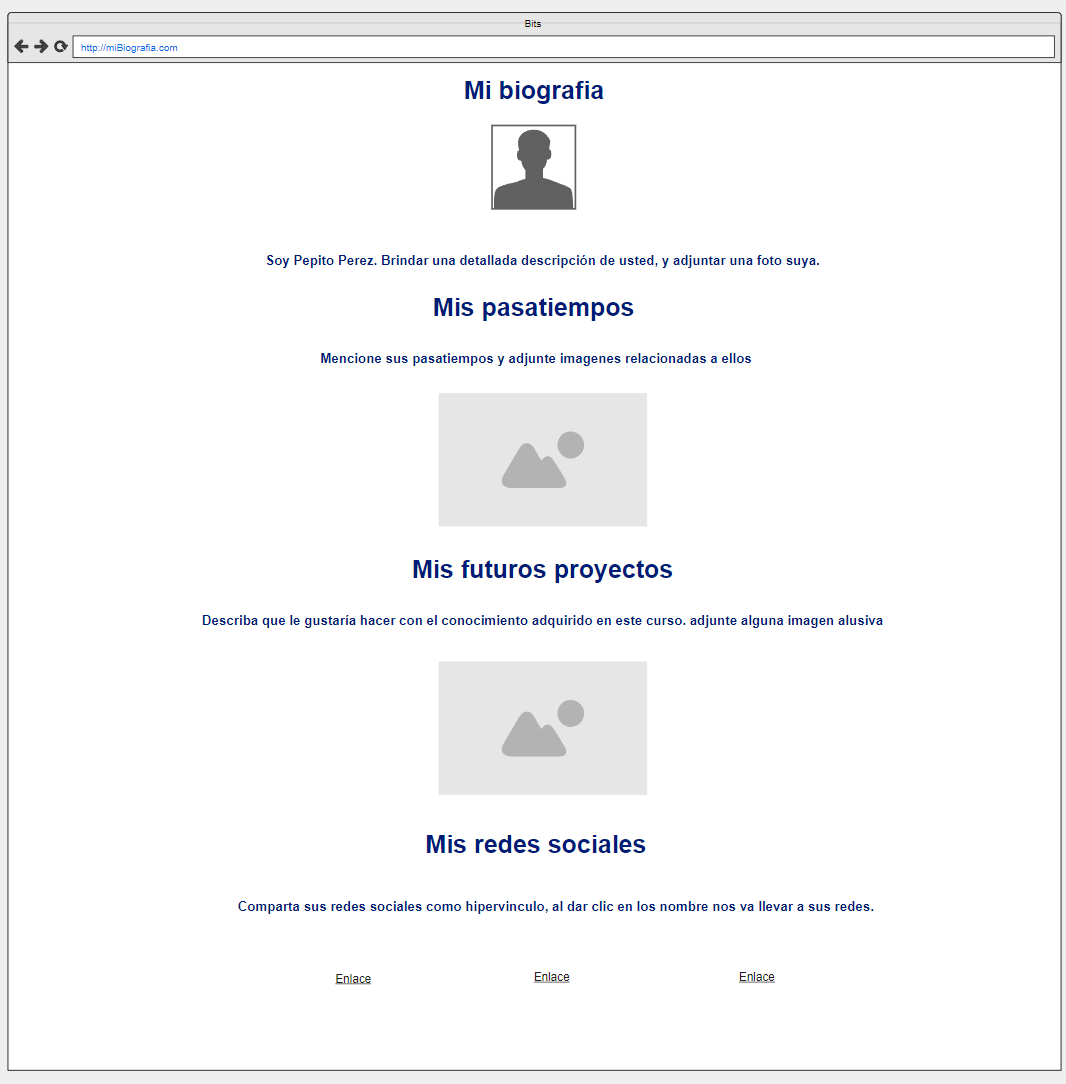 Bits
http://miBiografia.com
Mi biografia
Soy Pepito Perez. Brindar una detallada descripción de usted, y adjuntar una foto suya.
Mis pasatiempos
Mencione sus pasatiempos y adjunte imagenes relacionadas a ellos
Mis futuros proyectos
Describa que le gustaría hacer con el conocimiento adquirido en este curso. adjunte alguna imagen alusiva
Mis redes sociales
Comparta sus redes sociales como hipervinculo, al dar clic en los nombre nos va llevar a sus redes.
Enlace Enlace Enlace